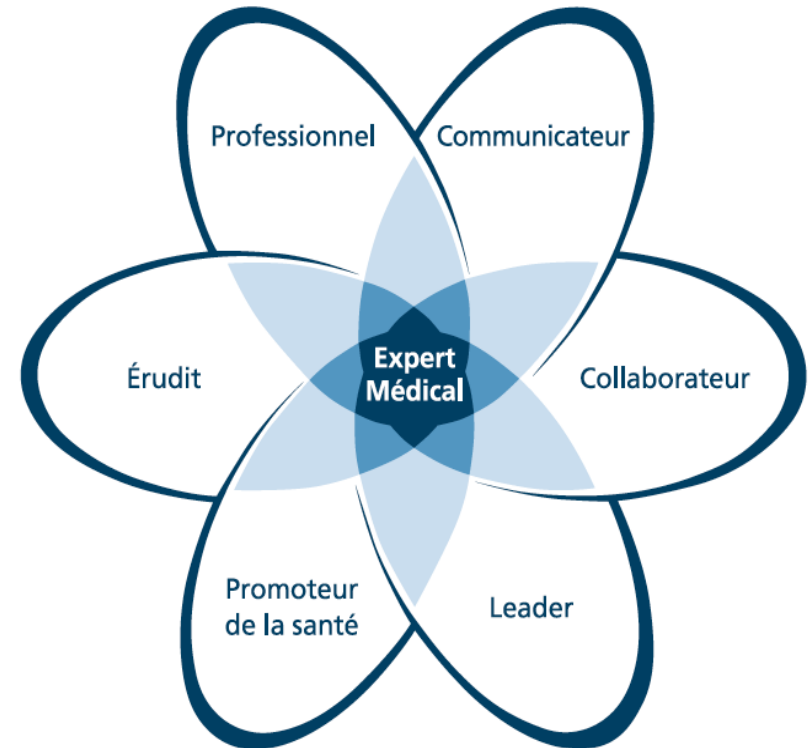 Professionnel
Communicateur
Érudit
Expert
Médical
Collaborateur
Promoteur
de la santé
Leader